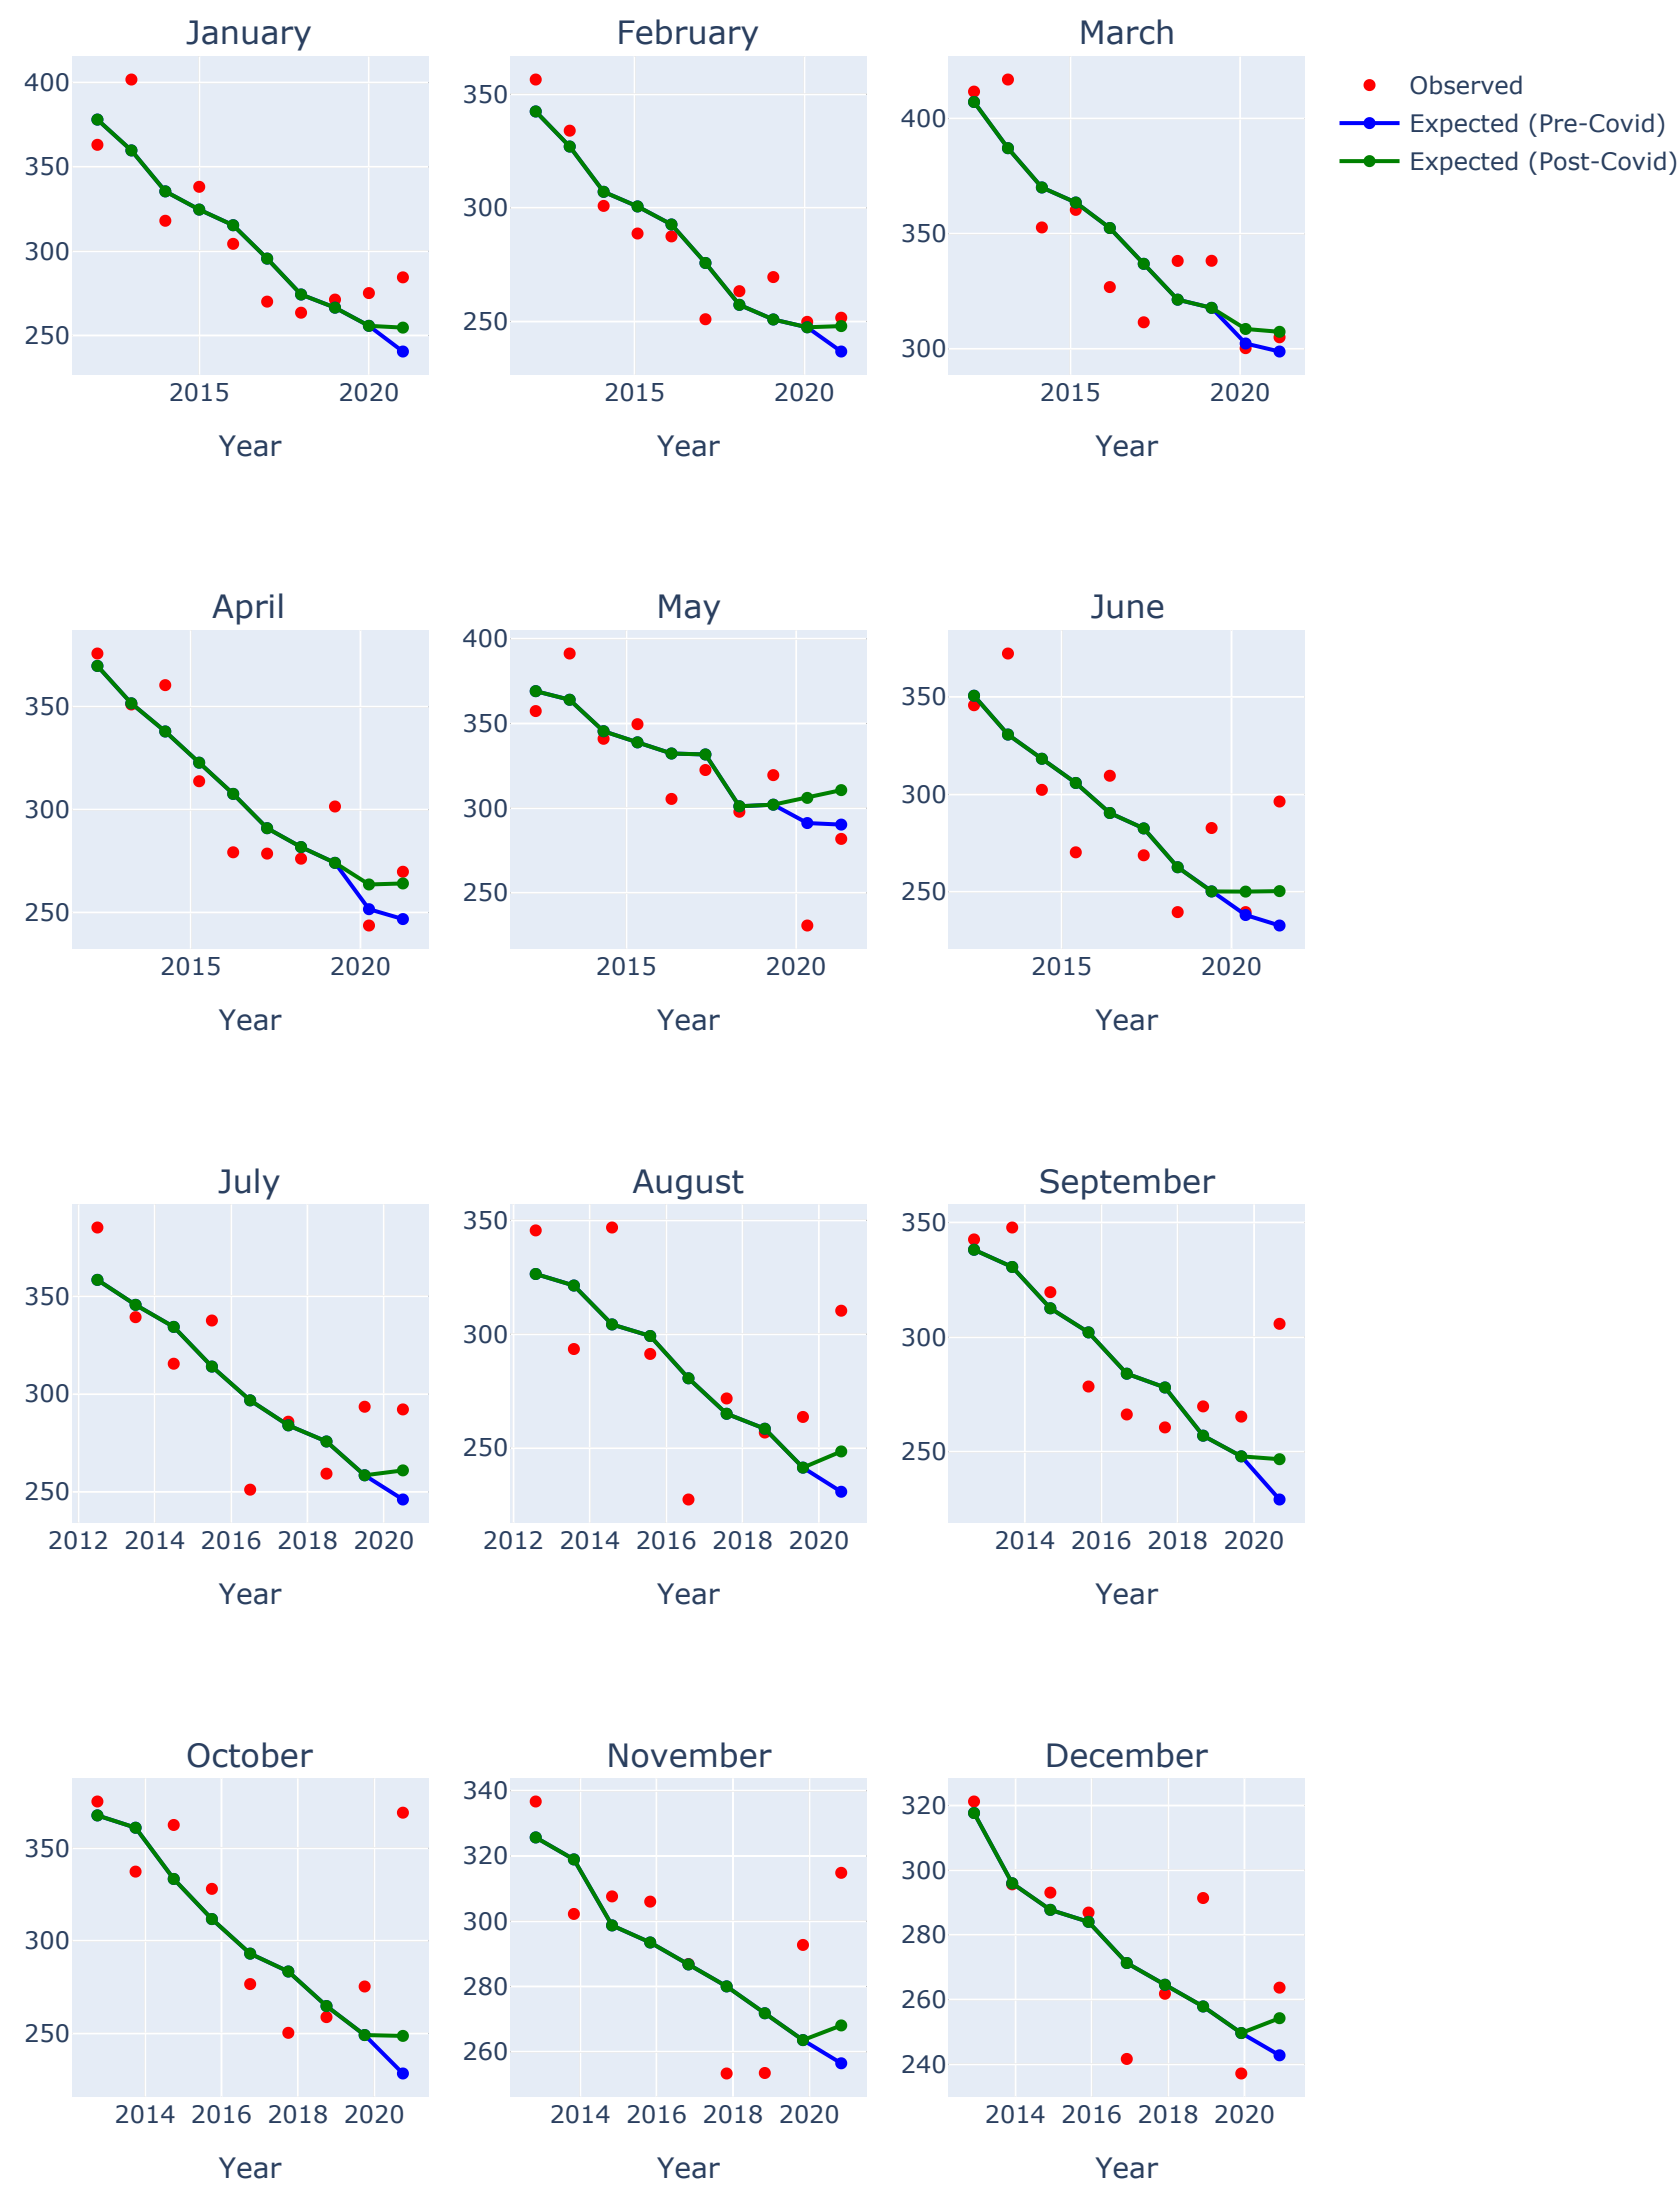 January
February
March
Observed
Expected (Pre-Covid)
Expected (Post-Covid)
400
350
300
250
2015
2020
Year
350
300
250
2015
2020
Year
400
350
300
2015
2020
Year
April
May
June
350
300
250
2015
2020
Year
400
350
300
250
2015
2020
Year
350
300
250
2015
2020
Year
July
August
September
350
300
250
2012
2014
2016
2018
2020
Year
350
300
250
2012
2014
2016
2018
2020
Year
350
300
250
2014
2016
2018
2020
Year
October
November
December
350
300
250
2014
2016
2018
2020
Year
340
320
300
280
260
2014
2016
2018
2020
Year
320
300
280
260
240
2014
2016
2018
2020
Year